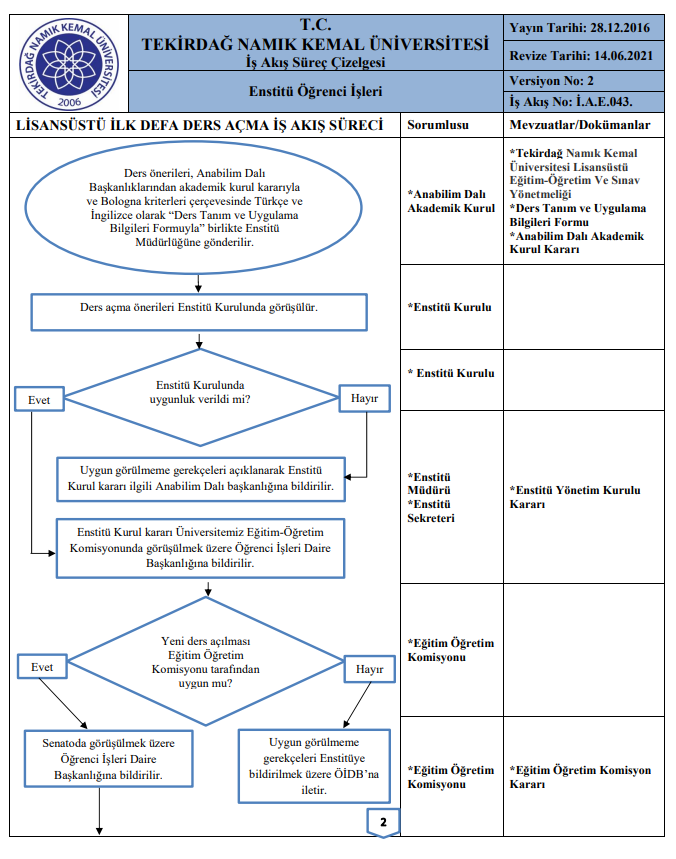 TEKİRDAĞ NAMIK KEMAL ÜNİVERSİTESİ
2006
T.C.
TEKİRDAĞ NAMIK KEMAL ÜNİVERSİTESİ
İş Akış Süreç Çizelgesi
Enstitü Öğrenci İşleri
Yayın Tarihi: 28.12.2016
Revize Tarihi: 14.06.2021
Versiyon No: 2
İş Akış No: İ.A.E.043.
LİSANSÜSTÜ İLK DEFA DERS AÇMA İŞ AKIŞ SÜRECİ
Sorumlusu
Mevzuatlar/Dokümanlar
Ders önerileri, Anabilim Dalı
Başkanlıklarından akademik kurul kararıyla
ve Bologna kriterleri çerçevesinde Türkçe ve
İngilizce olarak “Ders Tanım ve Uygulama
Bilgileri Formuyla” birlikte Enstitü
Müdürlüğüne gönderilir.
*Anabilim Dalı
Akademik Kurul
*Tekirdağ Namık Kemal
Üniversitesi Lisansüstü
Eğitim-Öğretim Ve Sınav
Yönetmeliği
*Ders Tanım ve Uygulama
Bilgileri Formu
*Anabilim Dalı Akademik
Kurul Kararı
Ders açma önerileri Enstitü Kurulunda görüşülür.
*Enstitü Kurulu
Enstitü Kurulunda
uygunluk verildi mi?
Evet
Hayır
* Enstitü Kurulu
Uygun görülmeme gerekçeleri açıklanarak Enstitü
Kurul kararı ilgili Anabilim Dalı başkanlığına bildirilir.
Enstitü Kurul kararı Üniversitemiz Eğitim-Öğretim
Komisyonunda görüşülmek üzere Öğrenci İşleri Daire
Başkanlığına bildirilir.
*Enstitü
Müdürü
*Enstitü
Sekreteri
*Enstitü Yönetim Kurulu
Kararı
Yeni ders açılması
Eğitim Öğretim
Komisyonu tarafından
uygun mu?
Evet
Hayır
*Eğitim Öğretim
Komisyonu
Senatoda görüşülmek üzere
Öğrenci İşleri Daire
Başkanlığına bildirilir.
Uygun görülmeme
gerekçeleri Enstitüye
bildirilmek üzere ÖİDB’na
iletir.
*Eğitim Öğretim
Komisyonu
*Eğitim Öğretim Komisyon
Kararı
2